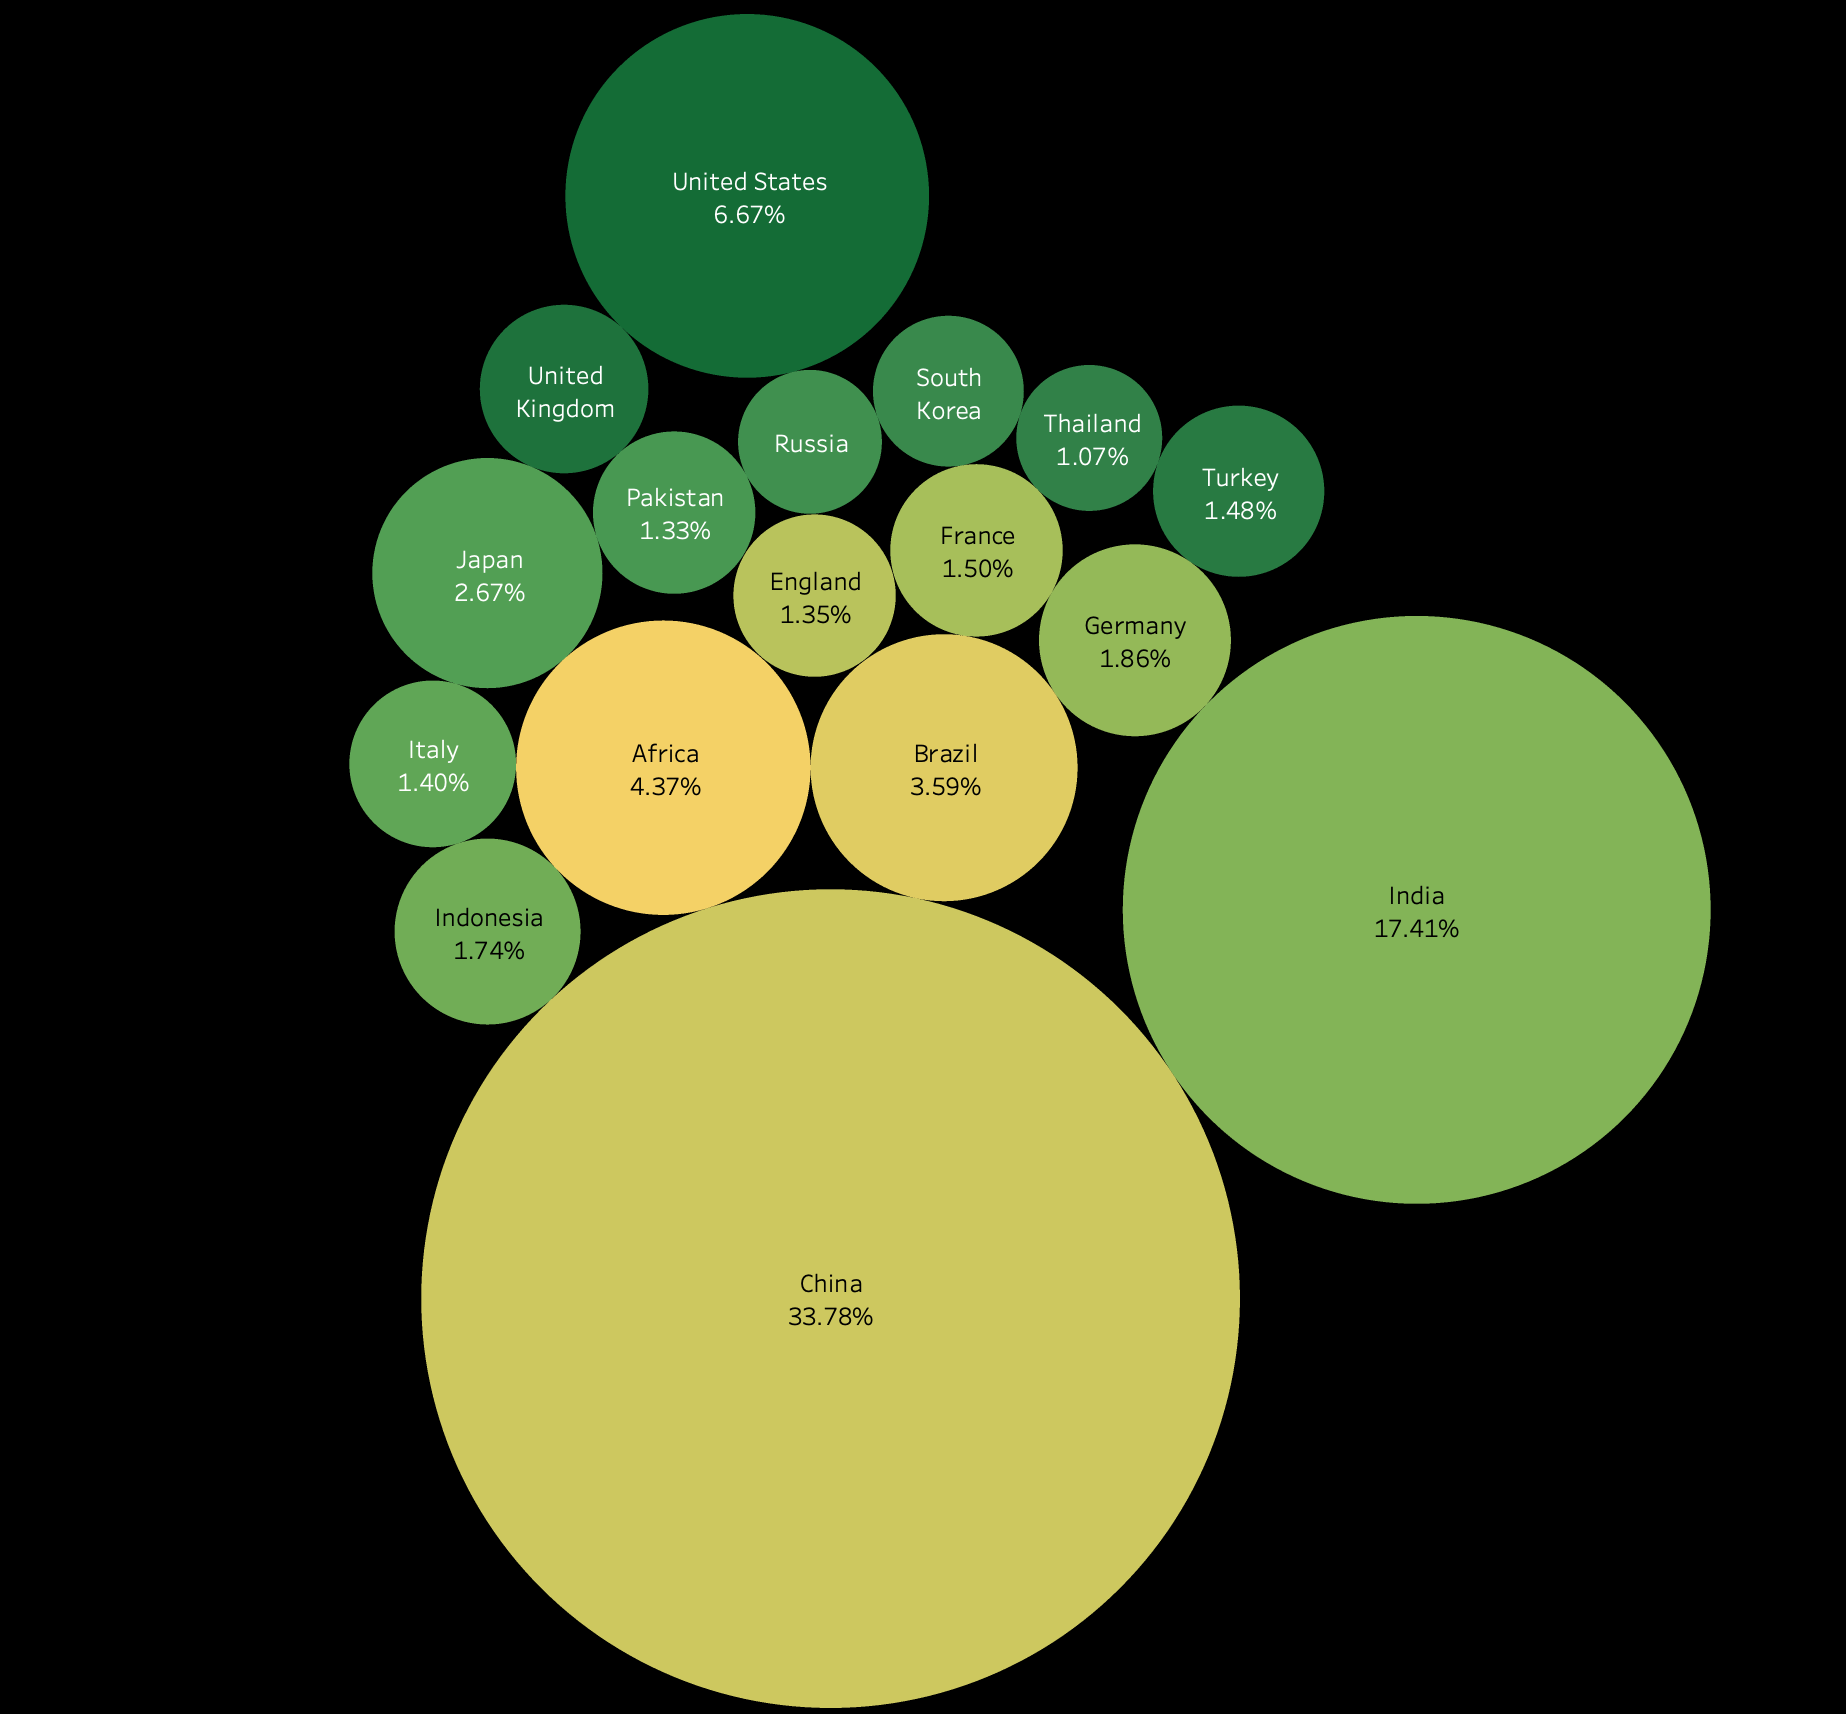 United States
6.67%
United
Kingdom
South
Korea
Russia
Thailand
1.07%
Turkey
1.48%
Pakistan
1.33%
France
1.50%
Japan
2.67%
England
1.35%
Germany
1.86%
Italy
1.40%
Africa
4.37%
Brazil
3.59%
India
17.41%
Indonesia
1.74%
China
33.78%